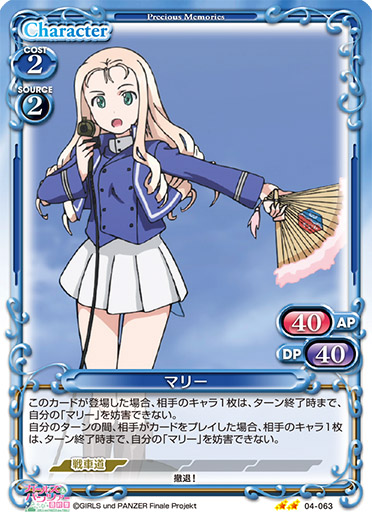 Precious Memories
Character
COST
2
SOURCE
2
40 AP
DP 40
マリー
このカードが登場した場合、相手のキャラ1枚は、ターン終了時まで、
自分の「マリー」を妨害できない。
自分のターンの間、相手がカードをプレイした場合、相手のキャラ1枚
は、ターン終了時まで、自分の「マリー」を妨害できない。
戦車道
撤退！
©GIRLS und PANZER Finale Projekt
04-063